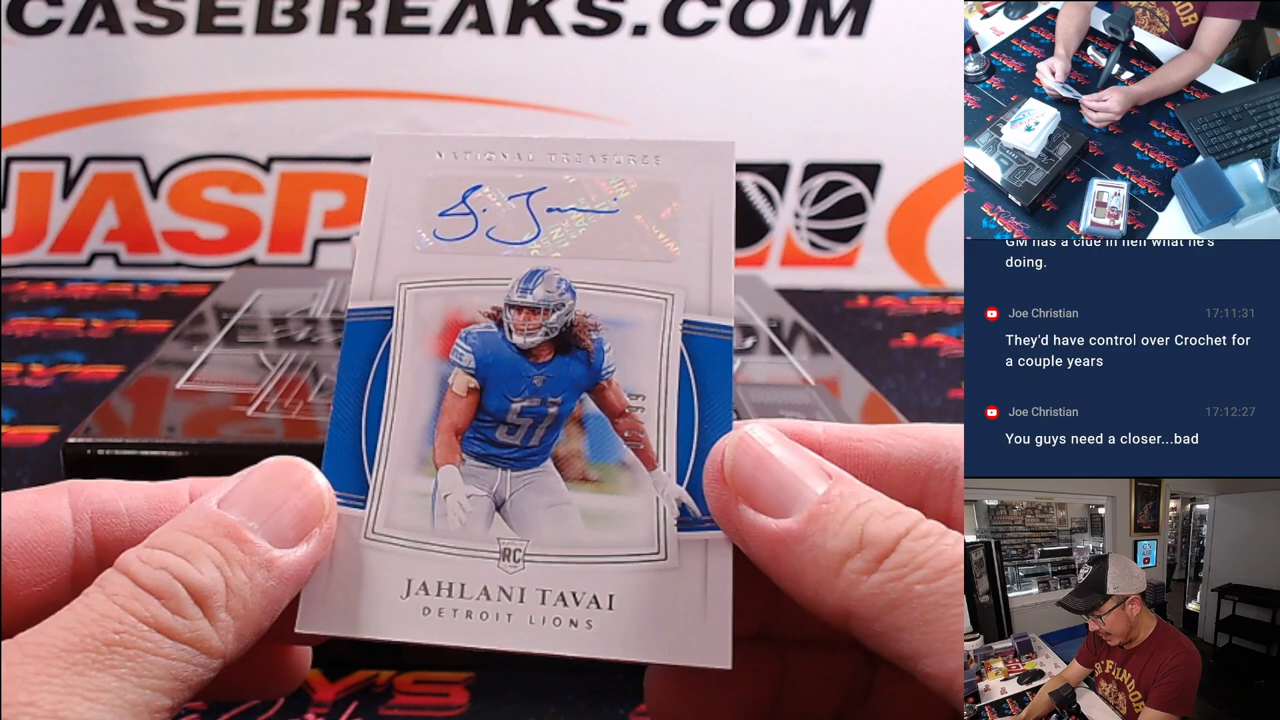 CASEBREAKS.COM
JASP
NATIONAL TREASURES
J. Tavai
51
RC
JAHLANI TAVAI
DETROIT LIONS
GM has a clue in hell what he's
doing.
Joe Christian 17:11:31
They'd have control over Crochet for
a couple years
Joe Christian 17:12:27
You guys need a closer...bad